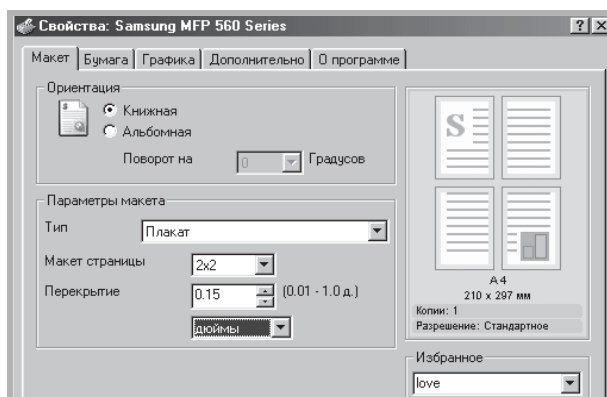 Свойства: Samsung MFP 560 Series
Макет Бумага Графика Дополнительно О программе
Ориентация
Книжная
Альбомная
Поворот на 0 Градусов
Параметры макета
Тип Плакат
Макет страницы 2x2
Перекрытие 0.15 (0.01 - 1.0 д.)
дюймы
S
A4
210 x 297 мм
Копии: 1
Разрешение: Стандартное
Избранное
love